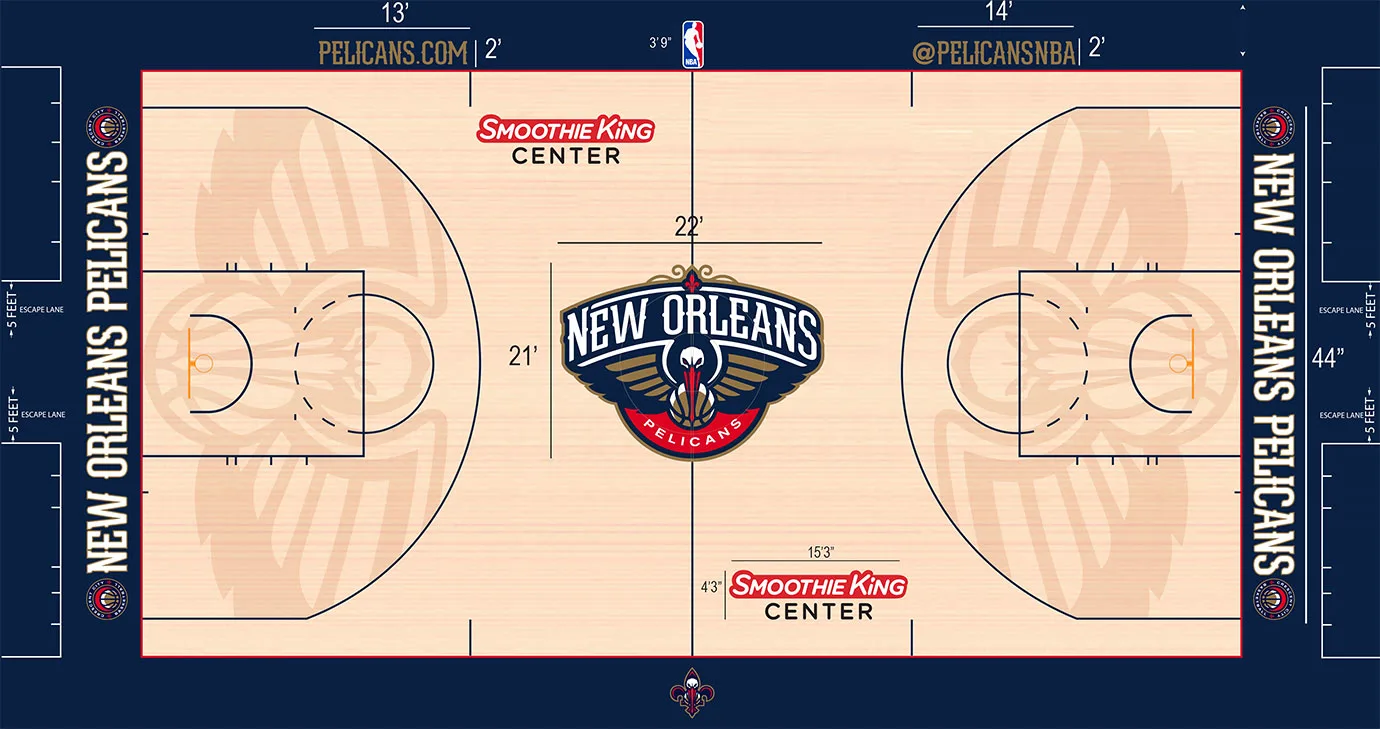 13’
14’
PELICANS.COM
2’
3’9”
NBA
@PELICANSNBA
2’
SMOOTHIE KING
CENTER
NEW ORLEANS PELICANS
NEW ORLEANS PELICANS
22’
5 FEET
ESCAPE LANE
ESCAPE LANE
5 FEET
NEW ORLEANS
21’
44”
5 FEET
ESCAPE LANE
ESCAPE LANE
5 FEET
PELICANS
15’3”
4’3”
SMOOTHIE KING
CENTER